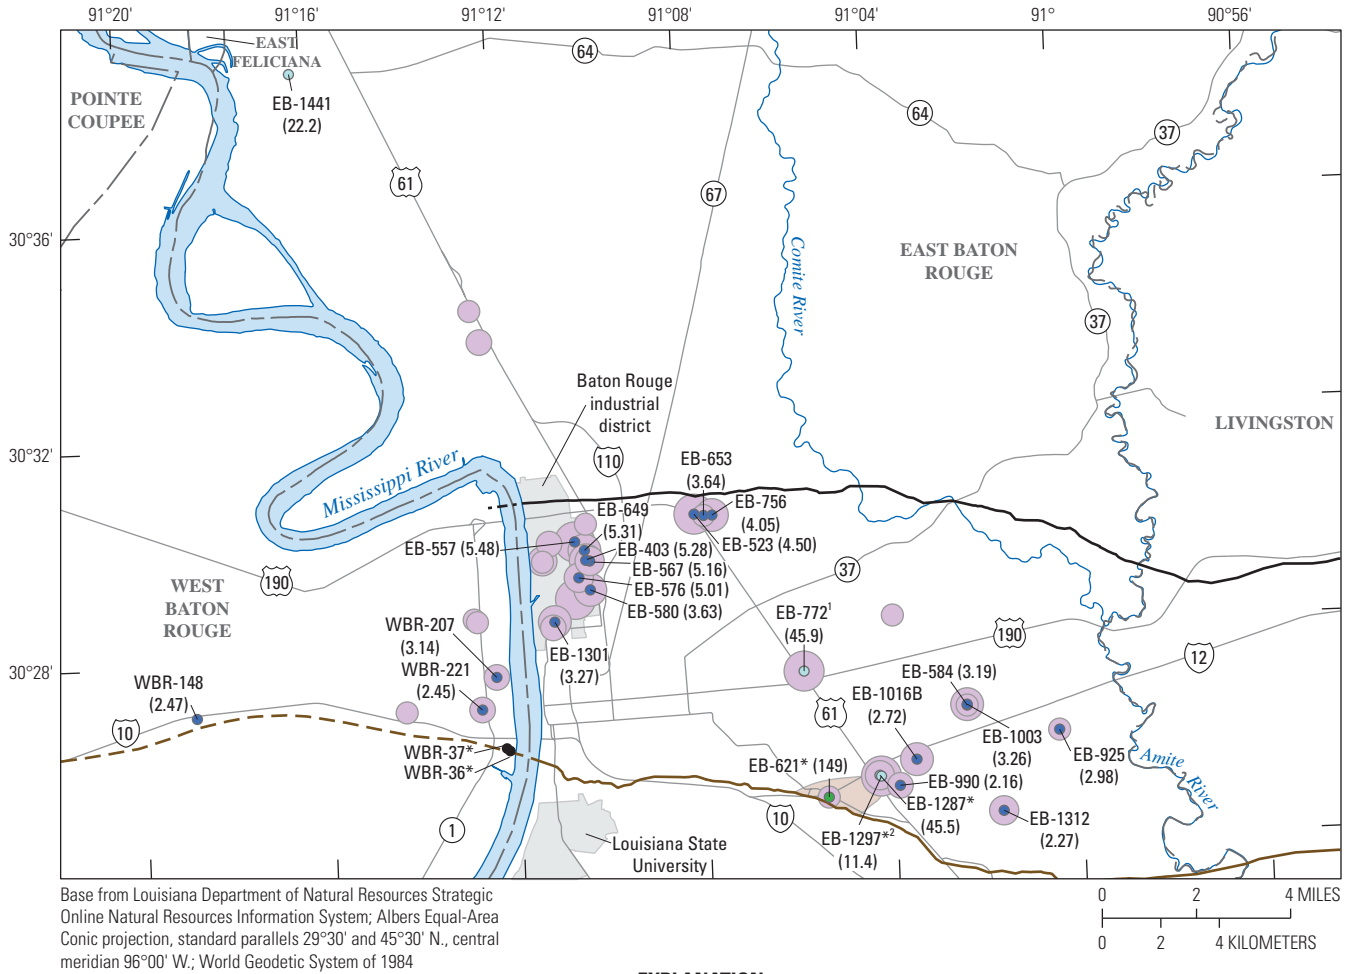 91°20'
91°16'
91°12'
91°08'
91°04'
91°
90°56'
EAST
FELICIANA
64
POINTE
COUPEE
EB-1441
(22.2)
64
37
61
67
30°36'
Comite River
EAST BATON
ROUGE
37
Baton Rouge
industrial
district
LIVINGSTON
30°32'
Mississippi River
110
EB-653
(3.64)
EB-756
(4.05)
EB-523 (4.50)
EB-649
(5.31)
EB-557 (5.48)
EB-403 (5.28)
EB-567 (5.16)
EB-576 (5.01)
EB-580 (3.63)
190
37
WEST
BATON
ROUGE
EB-772¹
(45.9)
190
12
WBR-207
(3.14)
EB-1301
(3.27)
30°28'
WBR-221
(2.45)
WBR-148
(2.47)
EB-584 (3.19)
EB-1016B
(2.72)
61
EB-1003
(3.26)
EB-925
(2.98)
10
WBR-37*
WBR-36*
EB-621* (149)
EB-990 (2.16)
EB-1287*
(45.5)
Amite River
10
EB-1297*²
(11.4)
EB-1312
(2.27)
1
Louisiana State
University
Base from Louisiana Department of Natural Resources Strategic
Online Natural Resources Information System; Albers Equal-Area
Conic projection, standard parallels 29°30' and 45°30' N., central
meridian 96°00' W.; World Geodetic System of 1984
0 2 4 MILES
0 2 4 KILOMETERS
EXPLANATION